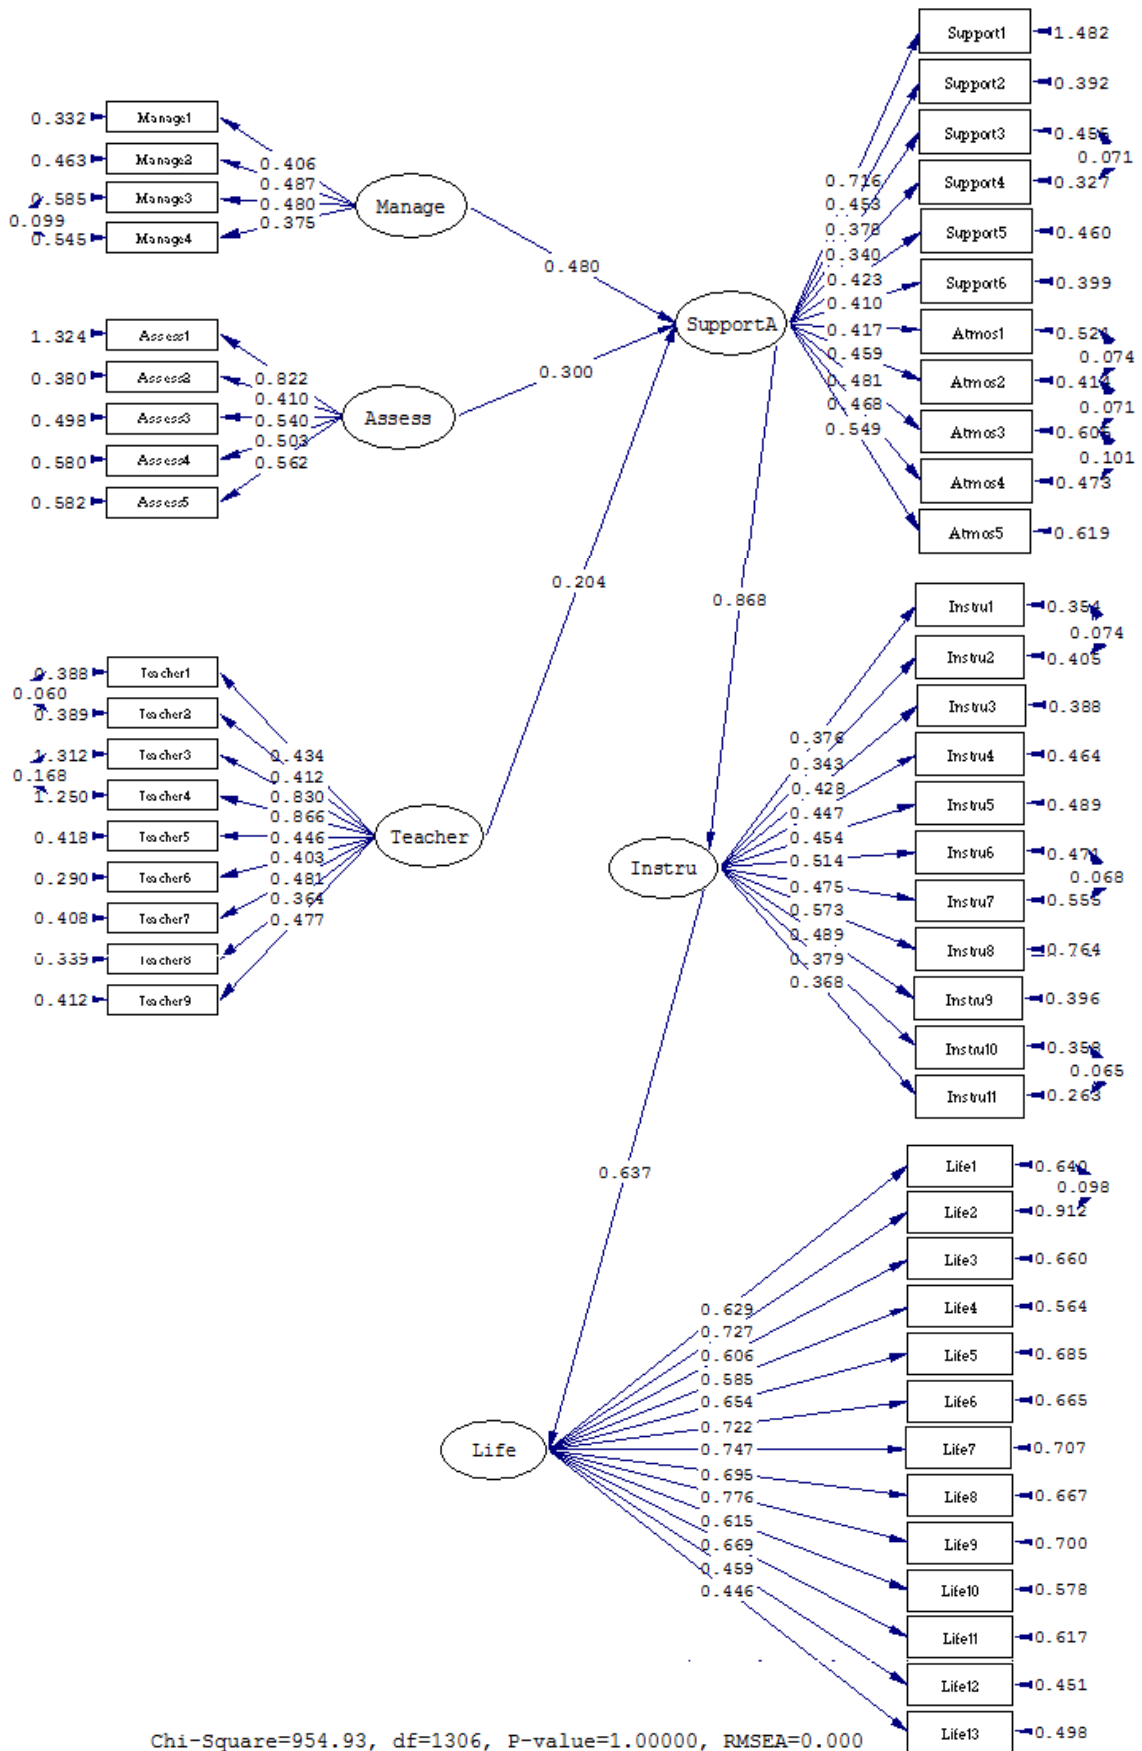 Support1
1.482
Support2
0.392
Support3
0.455
0.071
Support4
0.327
Support5
0.460
Support6
0.399
Atmos1
0.521
0.074
Atmos2
0.414
0.071
Atmos3
0.605
0.101
Atmos4
0.473
Atmos5
0.619
0.332
Manage1
0.463
Manage2
0.585
Manage3
0.099
0.545
Manage4
0.406
0.487
0.480
0.375
Manage
0.480
0.716
0.453
0.378
0.340
0.423
0.410
0.417
0.459
0.481
0.468
0.549
SupportA
1.324
Assess1
0.380
Assess2
0.498
Assess3
0.580
Assess4
0.582
Assess5
0.822
0.410
0.540
0.503
0.562
Assess
0.300
0.204
0.868
0.388
Teacher1
0.060
0.389
Teacher2
1.312
Teacher3
0.168
1.250
Teacher4
0.418
Teacher5
0.290
Teacher6
0.408
Teacher7
0.339
Teacher8
0.412
Teacher9
0.434
0.412
0.830
0.866
0.446
0.403
0.481
0.364
0.477
Teacher
Instru
0.376
0.343
0.428
0.447
0.454
0.514
0.475
0.573
0.489
0.379
0.368
Instru1
0.354
0.074
Instru2
0.405
Instru3
0.388
Instru4
0.464
Instru5
0.489
Instru6
0.471
0.068
Instru7
0.555
Instru8
0.764
Instru9
0.396
Instru10
0.358
0.065
Instru11
0.263
0.637
Life
0.629
0.727
0.606
0.585
0.654
0.722
0.747
0.695
0.776
0.615
0.669
0.459
0.446
Life1
0.640
0.098
Life2
0.912
Life3
0.660
Life4
0.564
Life5
0.685
Life6
0.665
Life7
0.707
Life8
0.667
Life9
0.700
Life10
0.578
Life11
0.617
Life12
0.451
Life13
0.498
Chi-Square=954.93, df=1306, P-value=1.00000, RMSEA=0.000